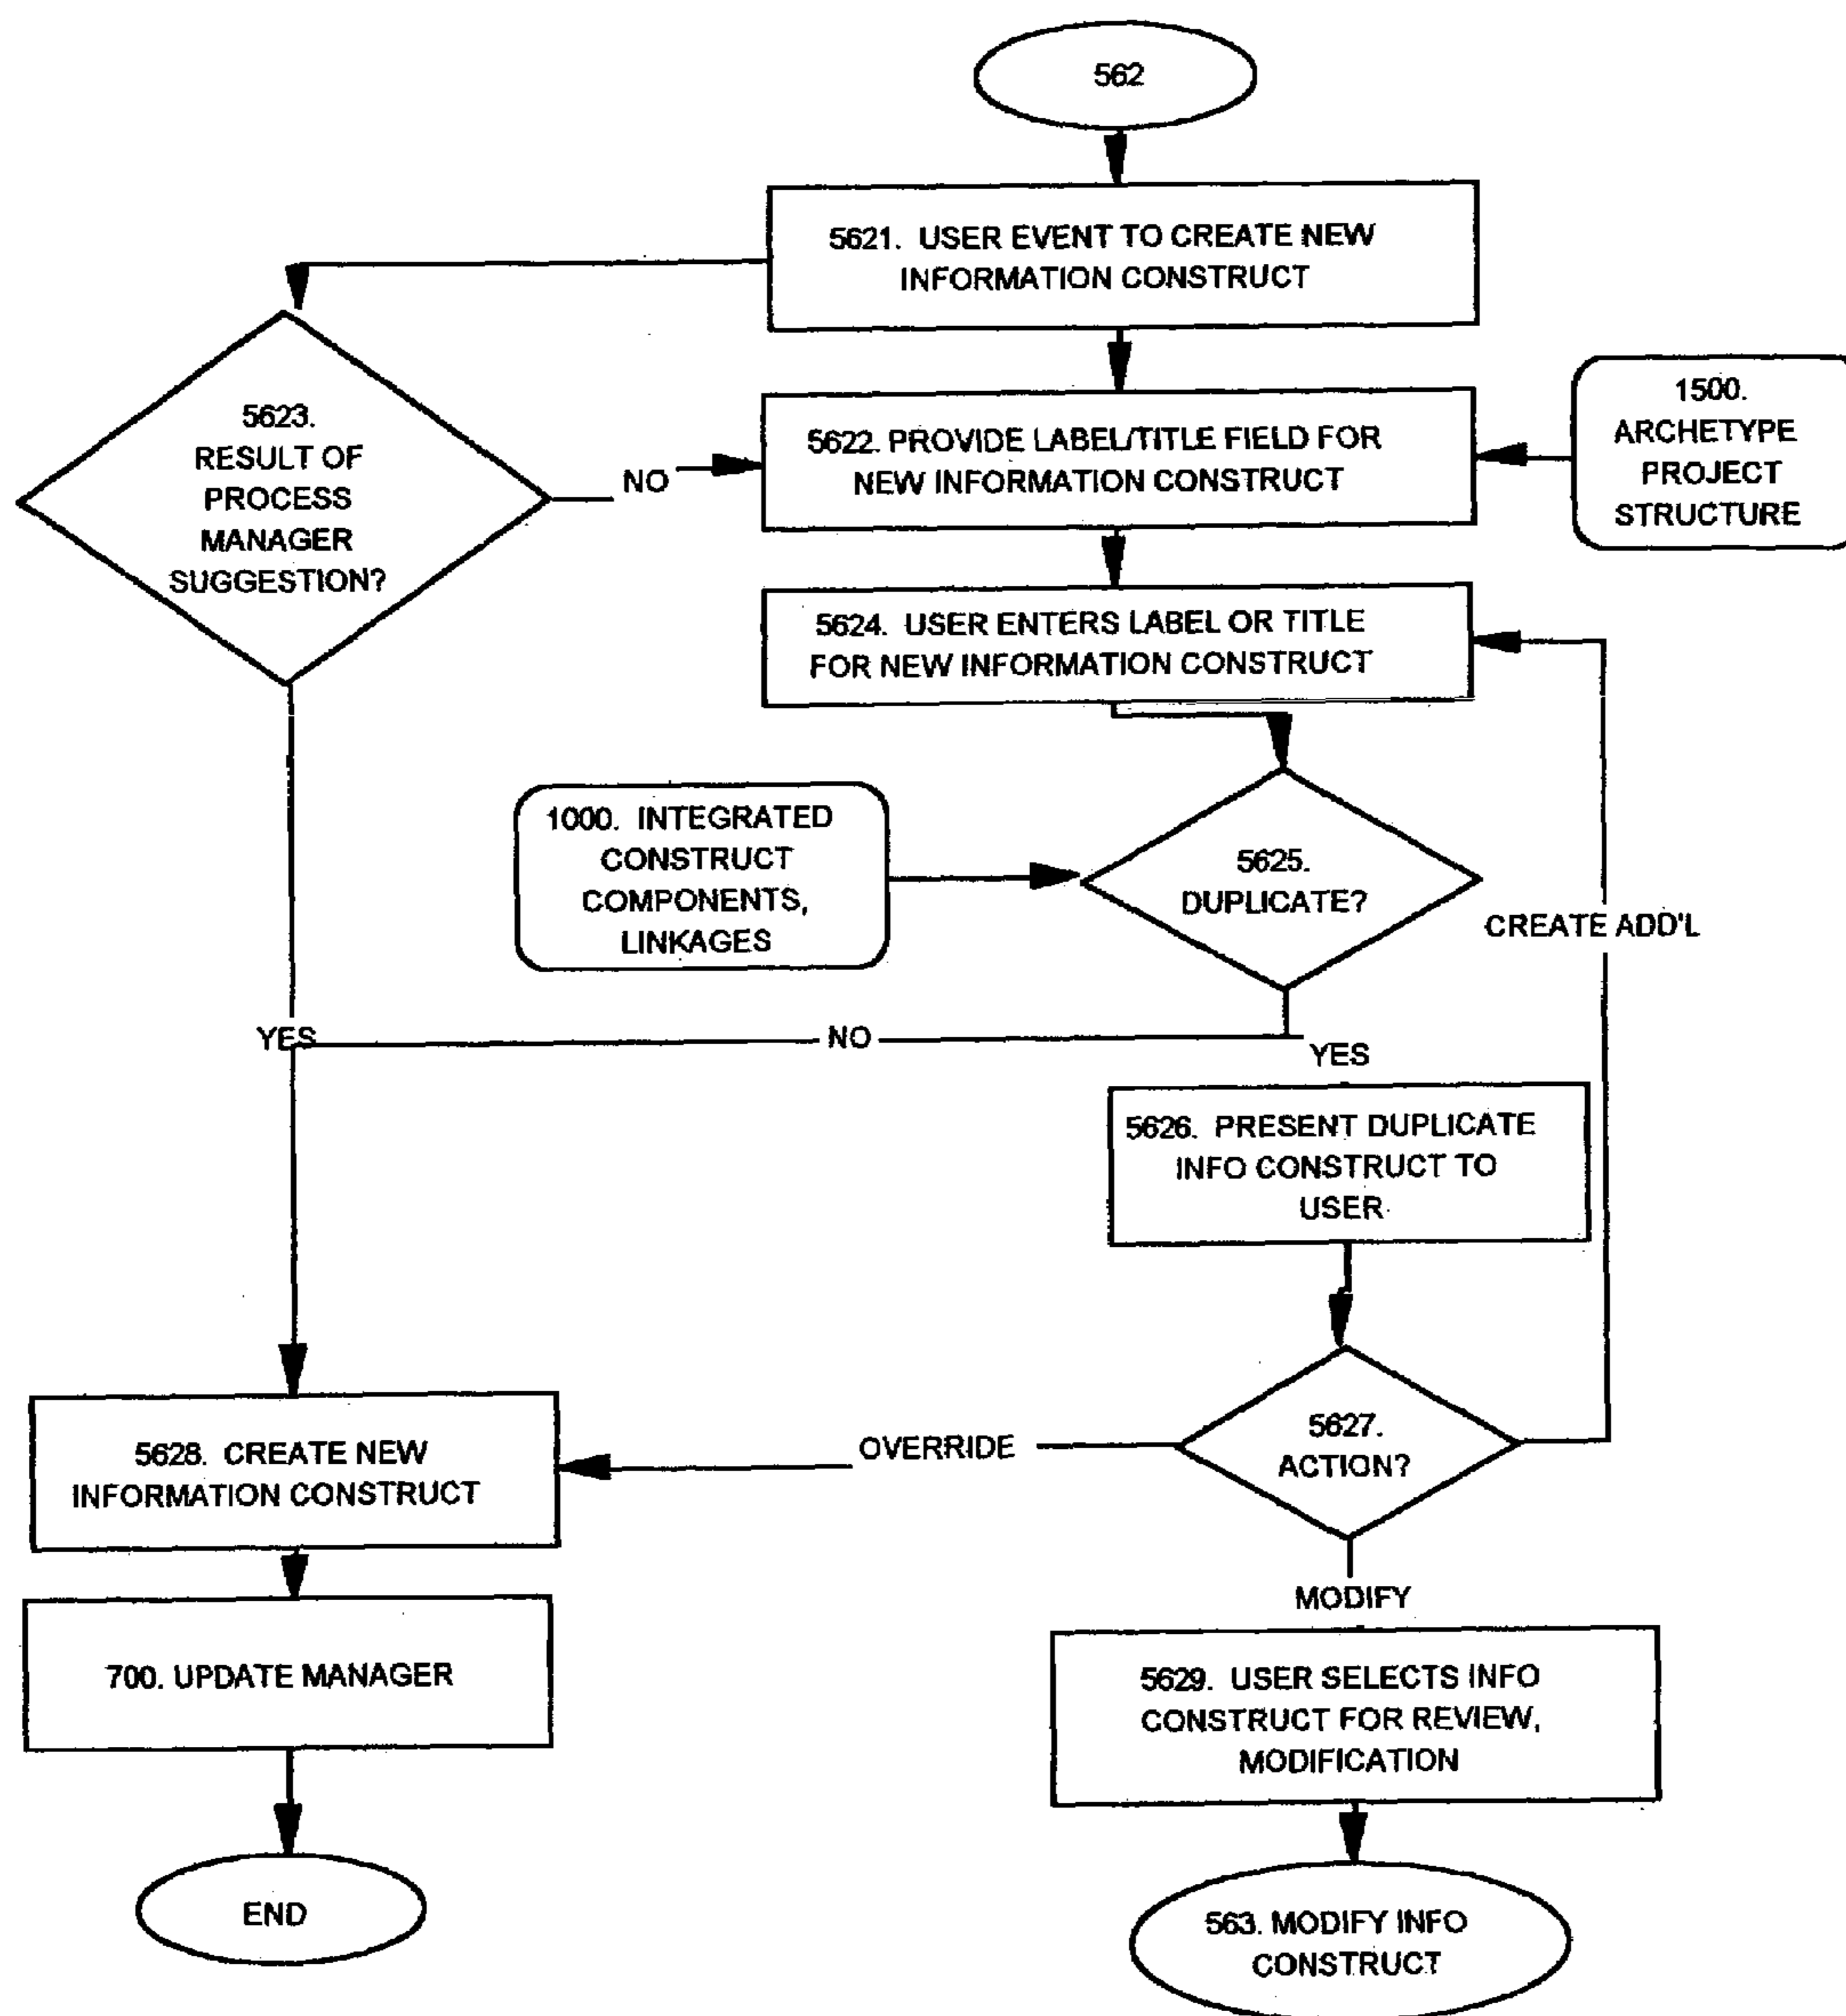 562
5621. USER EVENT TO CREATE NEW
INFORMATION CONSTRUCT
5623.
RESULT OF
PROCESS
MANAGER
SUGGESTION?
NO
5622. PROVIDE LABEL/TITLE FIELD FOR
NEW INFORMATION CONSTRUCT
1500.
ARCHETYPE
PROJECT
STRUCTURE
5624. USER ENTERS LABEL OR TITLE
FOR NEW INFORMATION CONSTRUCT
1000. INTEGRATED
CONSTRUCT
COMPONENTS,
LINKAGES
5625.
DUPLICATE?
CREATE ADD'L
YES
NO
YES
5626. PRESENT DUPLICATE
INFO CONSTRUCT TO
USER
5627.
ACTION?
OVERRIDE
5628. CREATE NEW
INFORMATION CONSTRUCT
MODIFY
700. UPDATE MANAGER
5629. USER SELECTS INFO
CONSTRUCT FOR REVIEW,
MODIFICATION
END
563. MODIFY INFO
CONSTRUCT